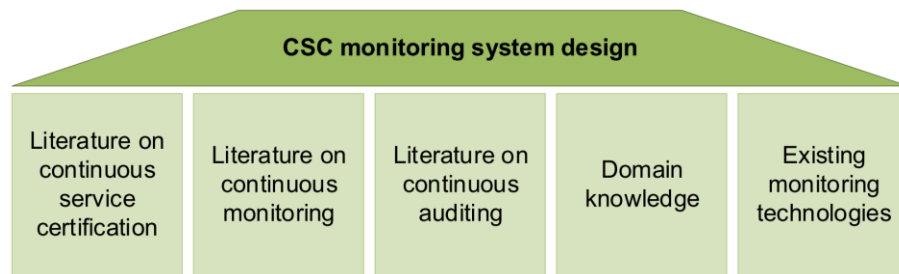 CSC monitoring system design
Literature on
continuous
service
certification
Literature on
continuous
monitoring
Literature on
continuous
auditing
Domain
knowledge
Existing
monitoring
technologies